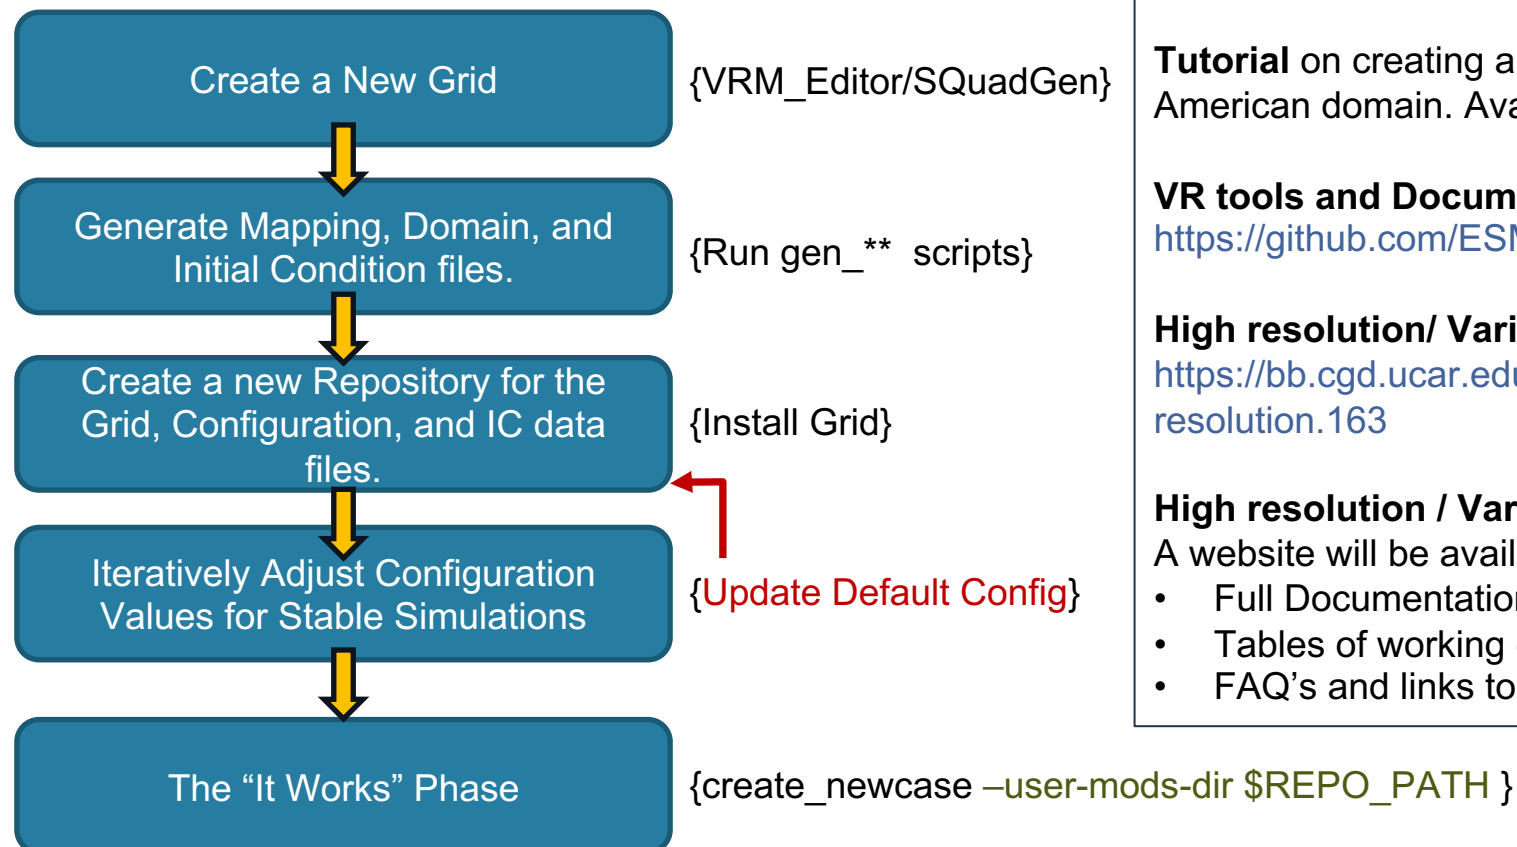 Create a New Grid
{VRM_Editor/SQuadGen}
Generate Mapping, Domain, and
Initial Condition files.
{Run gen_** scripts}
Create a new Repository for the
Grid, Configuration, and IC data
files.
{Install Grid}
Iteratively Adjust Configuration
Values for Stable Simulations
{Update Default Config}
The “It Works” Phase
{create_newcase –user-mods-dir $REPO_PATH }
Tutorial on creating a
American domain. Ava
VR tools and Docum
https://github.com/ESM
High resolution/ Vari
https://bb.cgd.ucar.edu
resolution.163
High resolution / Var
A website will be avail
• Full Documentation
• Tables of working
• FAQ’s and links to